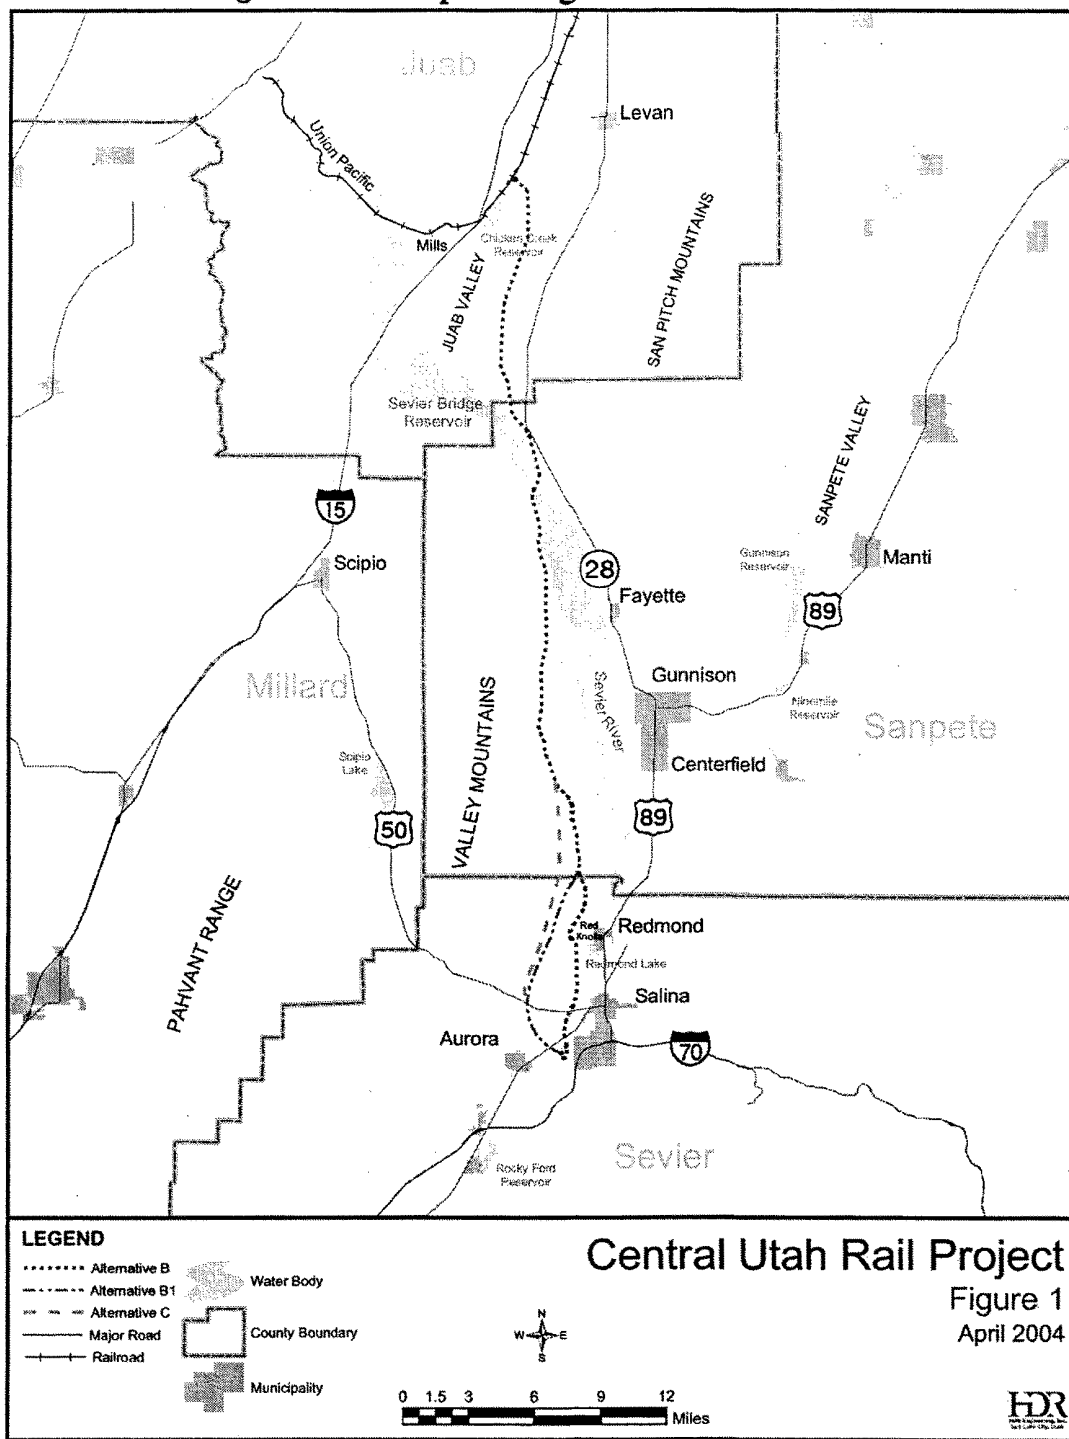 Juab
Levan
Union Pacific
Mills
Chicken Creek
Reservoir
JUAB VALLEY
SAN PITCH MOUNTAINS
Sevier Bridge
Reservoir
SANPETE VALLEY
15
Scipio
28
Fayette
Gunnison
Reservoir
Manti
89
Millard
Gunnison
Sevier River
Ninemile
Reservoir
Sanpete
Scipio
Lake
Centerfield
VALLEY MOUNTAINS
50
89
PAHVANT RANGE
Red
Knolls
Redmond
Redmond Lake
Salina
Aurora
70
Rocky Ford
Reservoir
Sevier
LEGEND
Alternative B
Alternative B1
Alternative C
Major Road
Railroad
Water Body
County Boundary
Municipality
N
W E
S
0 1.5 3 6 9 12
Miles
Central Utah Rail Project
Figure 1
April 2004
HDR